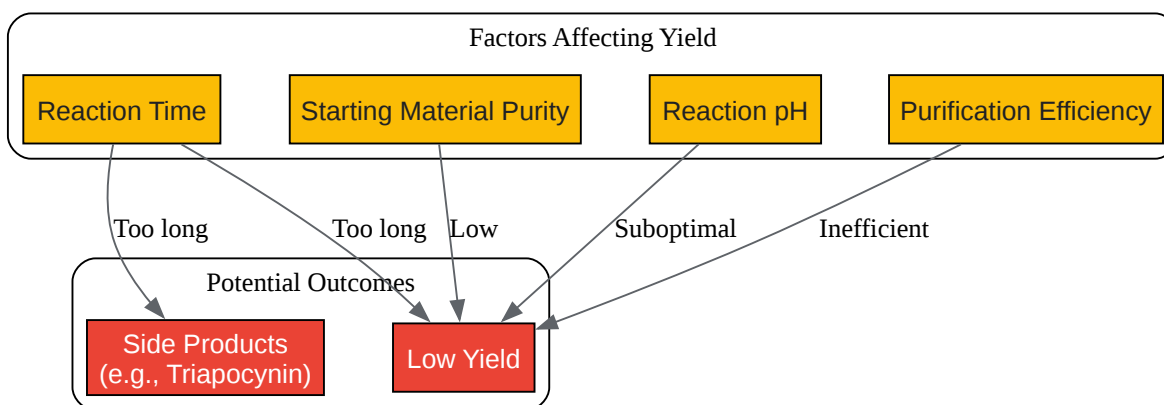 Factors Affecting Yield
Reaction Time
Starting Material Purity
Reaction pH
Purification Efficiency
Too long
Too long
Low
Suboptimal
Inefficient
Potential Outcomes
Side Products
(e.g., Triapocynin)
Low Yield